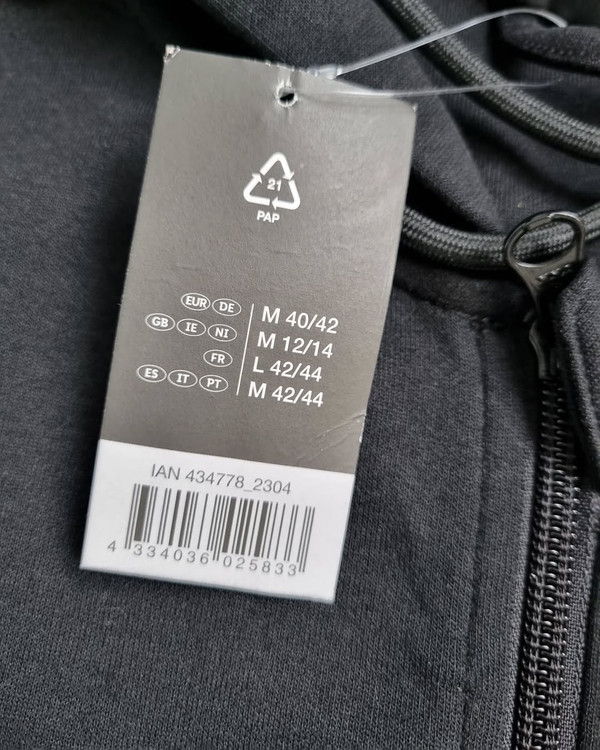 21
PAP
EUR DE M 40/42
GB IE NI M 12/14
FR L 42/44
ES IT PT M 42/44
IAN 434778_2304
4 334036 025833